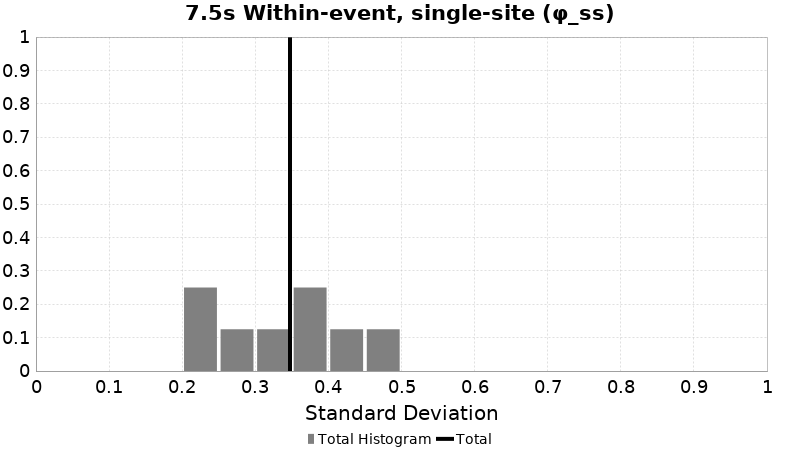 7.5s Within-event, single-site (φ_ss)
1
0.9
0.8
0.7
0.6
0.5
0.4
0.3
0.2
0.1
0
0 0.1 0.2 0.3 0.4 0.5 0.6 0.7 0.8 0.9 1
Standard Deviation
Total Histogram Total